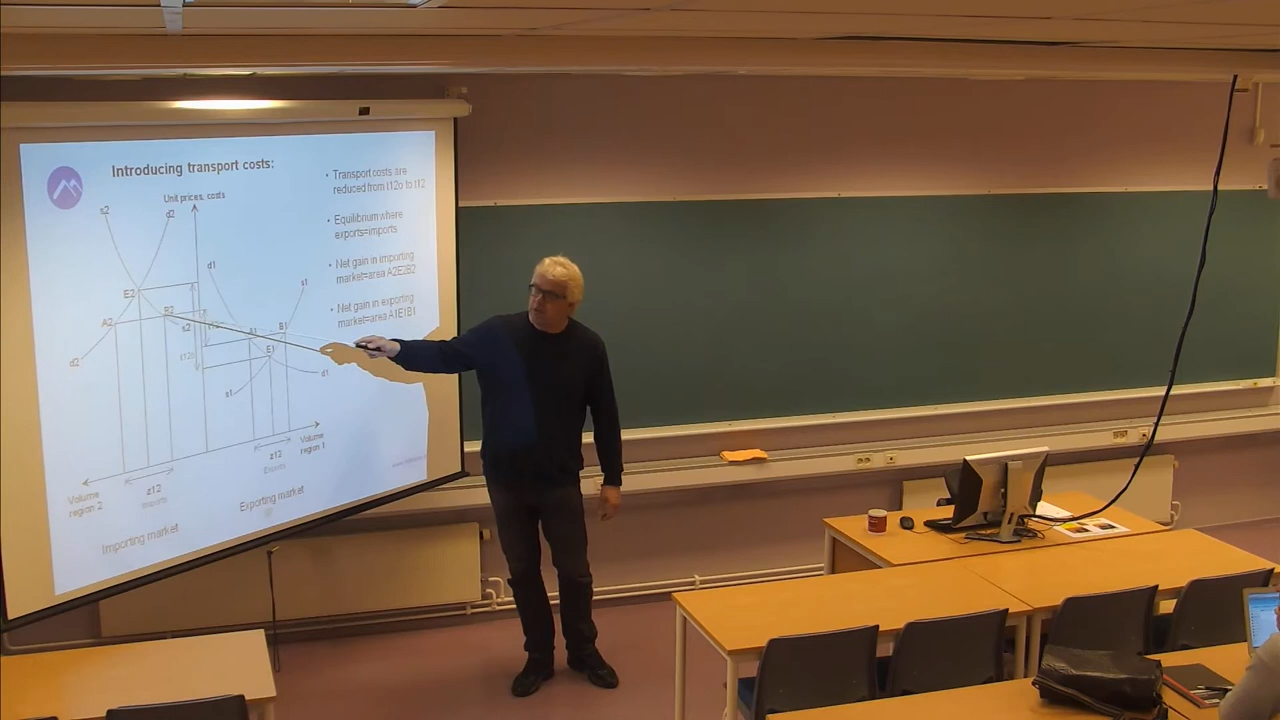 Introducing transport costs:
Unit prices, costs
s2
d2
d1
s1
E2
A2
B2
s2
t12
A1
B1
E1
t12o
d2
s1
d1
Volume
region 1
z12
Exports
Volume
region 2
z12
Imports
Exporting market
Importing market
• Transport costs are
reduced from t12o to t12
• Equilibrium where
exports=imports
• Net gain in importing
market=area A2E2B2
• Net gain in exporting
market=area A1E1B1